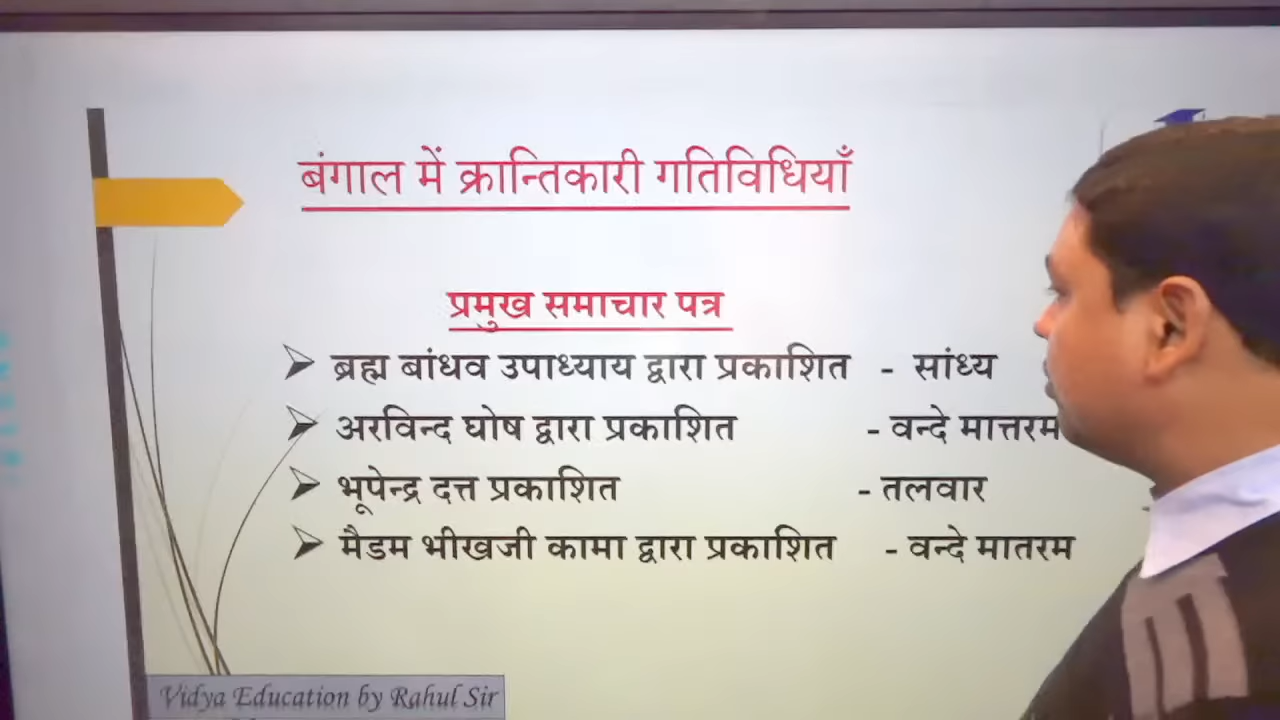 बंगाल में क्रान्तिकारी गतिविधियाँ
प्रमुख समाचार पत्र
ब्रह्म बांधव उपाध्याय द्वारा प्रकाशित - सांध्य
अरविन्द घोष द्वारा प्रकाशित - वन्दे मात्तरम
भूपेन्द्र दत्त प्रकाशित - तलवार
मैडम भीखजी कामा द्वारा प्रकाशित - वन्दे मातरम
Vidya Education by Rahul Sir